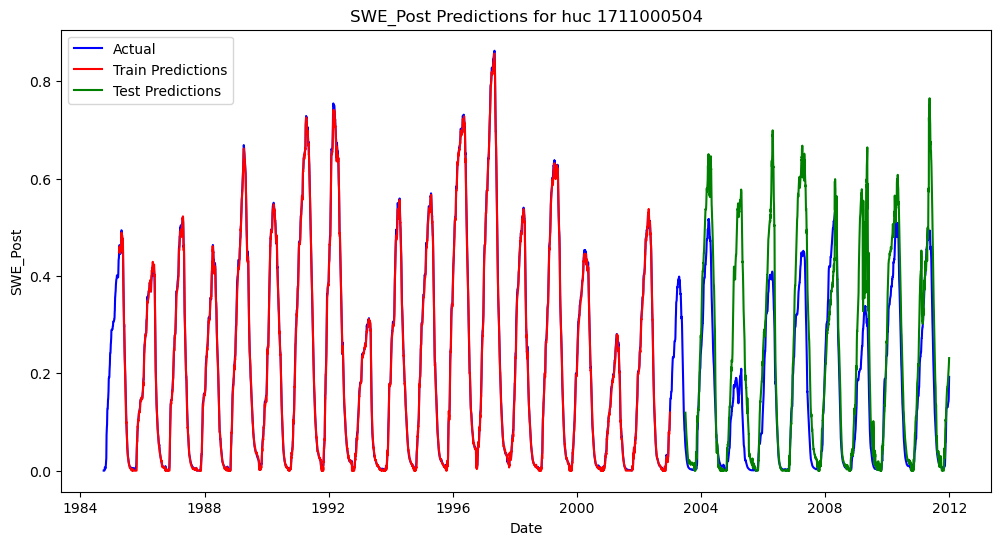 SWE_Post Predictions for huc 1711000504
Actual
Train Predictions
Test Predictions
SWE_Post
0.8
0.6
0.4
0.2
0.0
1984 1988 1992 1996 2000 2004 2008 2012
Date